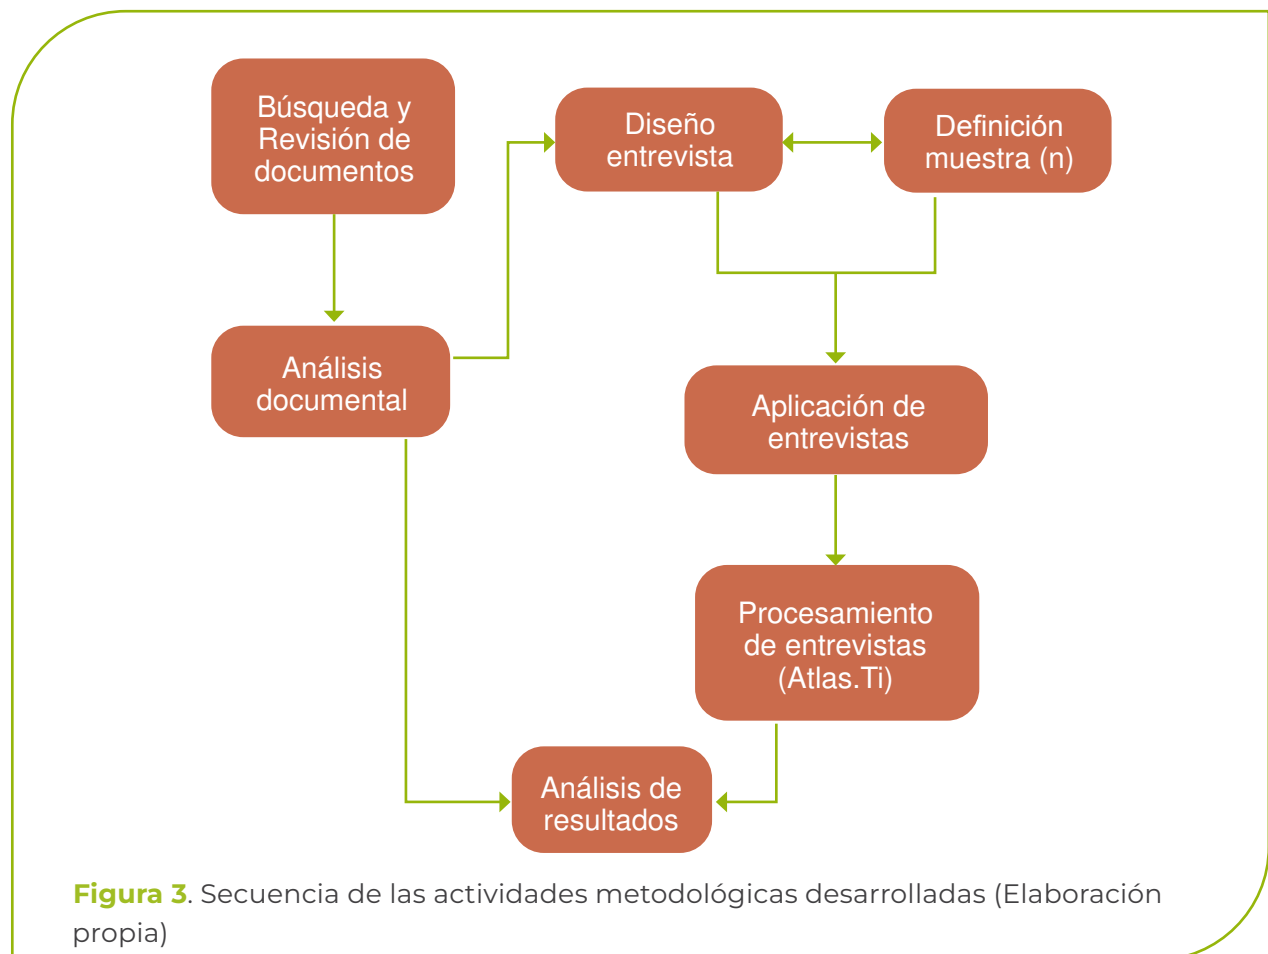 Búsqueda y
Revisión de
documentos
Diseño
entrevista
Definición
muestra (n)
Análisis
documental
Aplicación de
entrevistas
Procesamiento
de entrevistas
(Atlas.Ti)
Análisis de
resultados
Figura 3. Secuencia de las actividades metodológicas desarrolladas (Elaboración
propia)